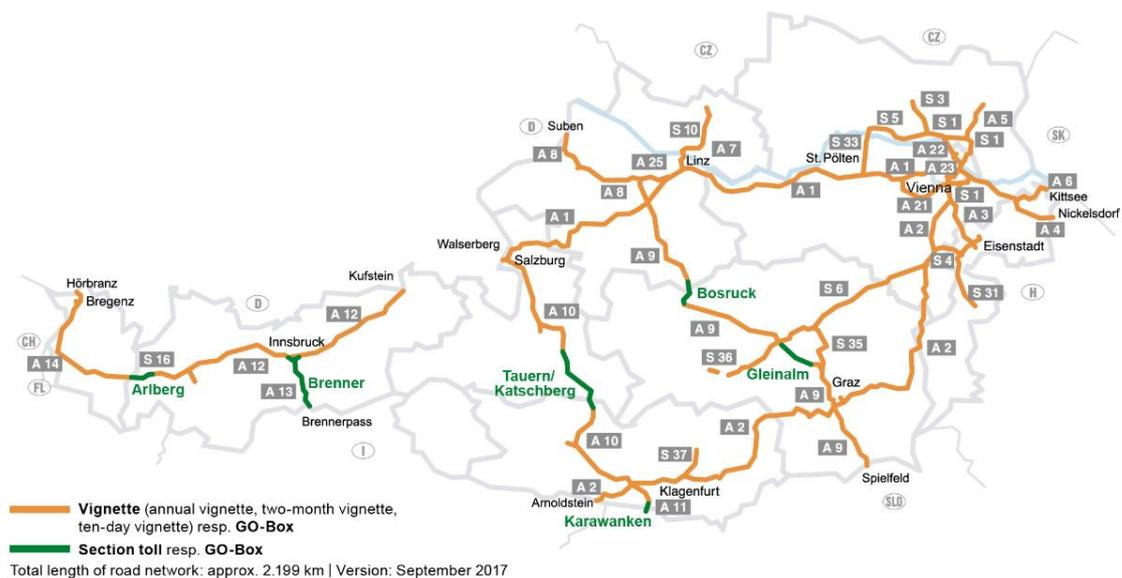 CZ
CZ
S 3
S 5
S 1
A 5
D
Suben
S 10
S 33
S 1
SK
A 8
A 25
Linz
A 7
St. Pölten
A 22
A 1
A 23
A 8
A 1
Vienna
S 1
A 6
Kittsee
A 1
A 21
A 3
Nickelsdorf
A 2
A 4
Walserberg
Salzburg
A 9
S 4
Eisenstadt
Hörbranz
Bregenz
Kufstein
D
Bosruck
S 6
S 31
H
A 12
A 10
A 9
CH
Innsbruck
S 35
A 2
A 14
S 16
A 12
S 36
FL
Arlberg
A 13
Brenner
Tauern/
Katschberg
Gleinalm
Graz
A 9
Brennerpass
A 2
I
A 10
S 37
A 9
Spielfeld
A 2
Klagenfurt
Arnoldstein
A 11
SLO
Karawanken
Vignette (annual vignette, two-month vignette,
ten-day vignette) resp. GO-Box
Section toll resp. GO-Box
Total length of road network: approx. 2.199 km | Version: September 2017